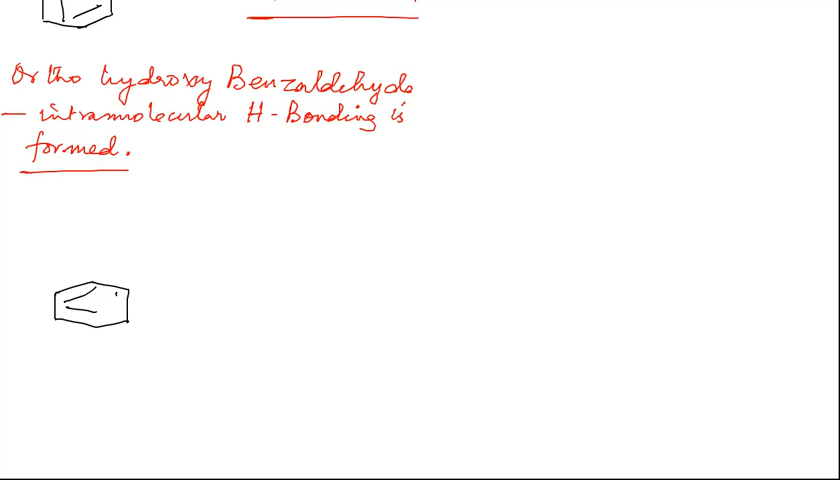 Ortho hydroxy Benzaldehyde
— intramolecular H-Bonding is
formed.